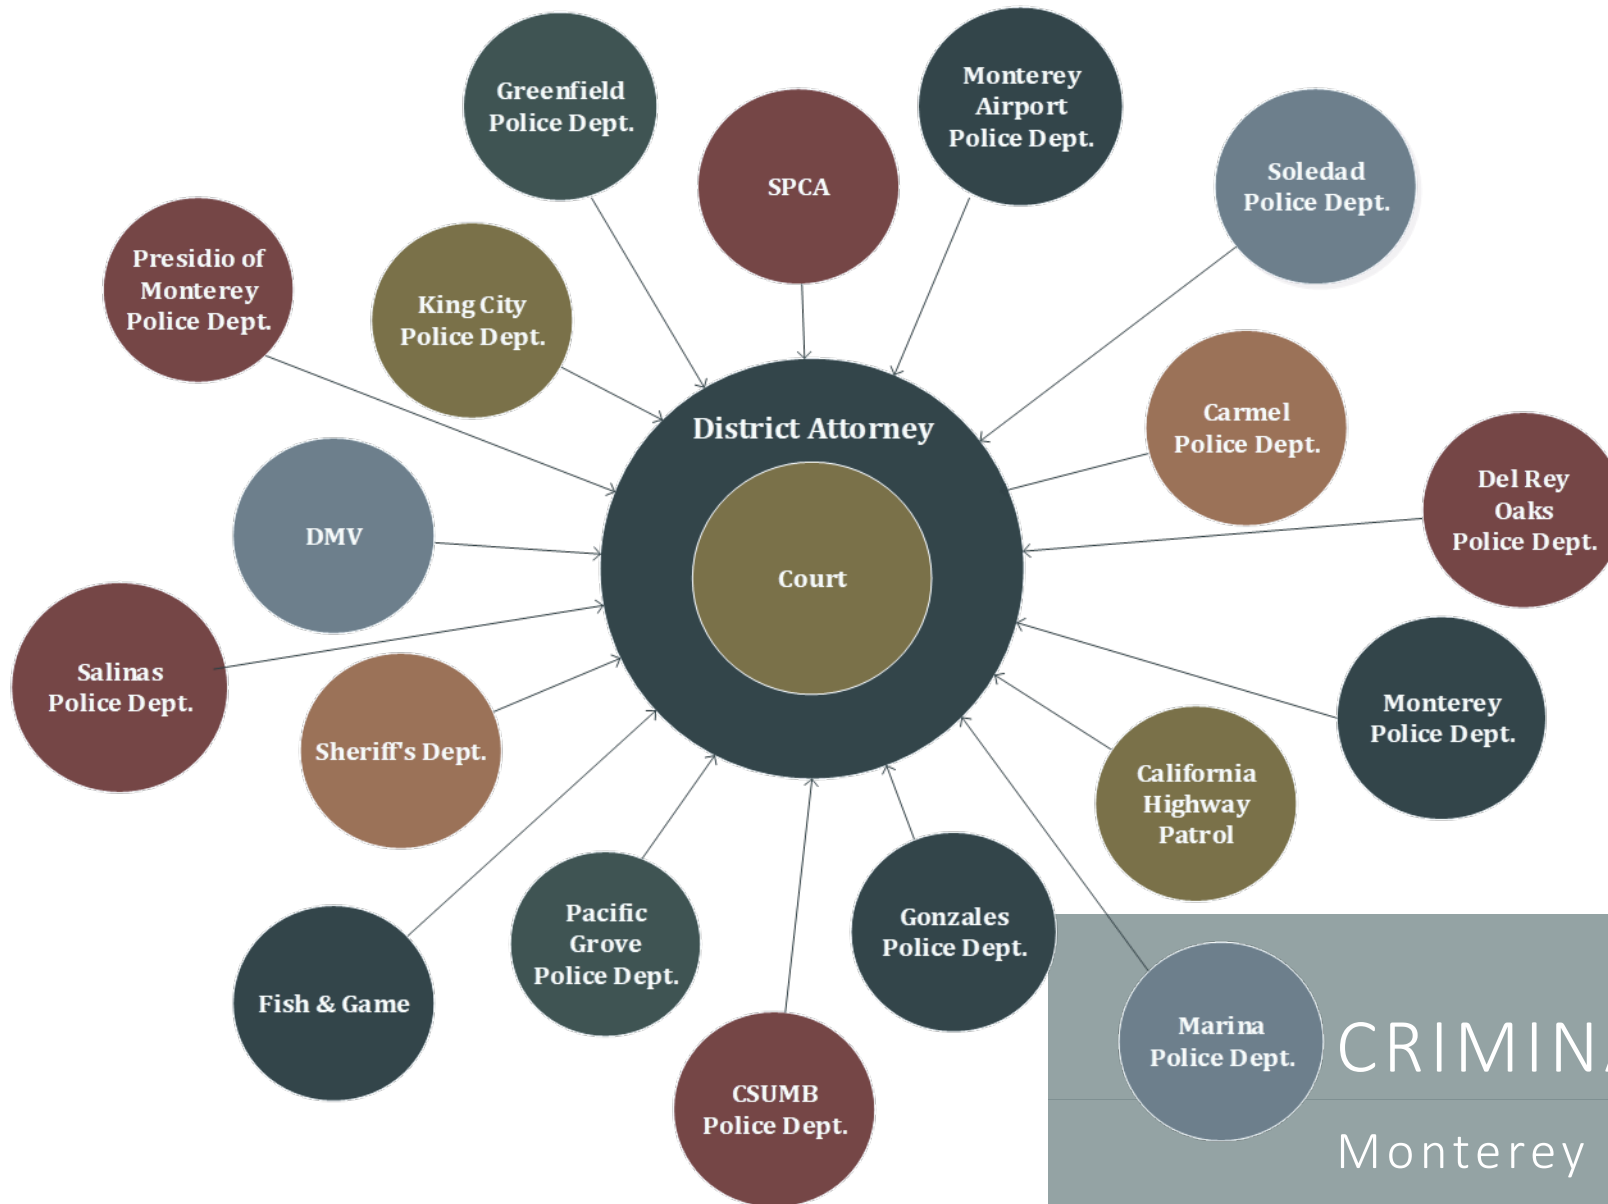 Greenfield
Police Dept.
SPCA
Monterey
Airport
Police Dept.
Soledad
Police Dept.
Presidio of
Monterey
Police Dept.
King City
Police Dept.
Carmel
Police Dept.
District Attorney
Del Rey
Oaks
Police Dept.
DMV
Court
Salinas
Police Dept.
Sheriff's Dept.
Monterey
Police Dept.
California
Highway
Patrol
Pacific
Grove
Police Dept.
Gonzales
Police Dept.
Fish & Game
Marina
Police Dept.
CSUMB
Police Dept.
CRIMINA
Monterey